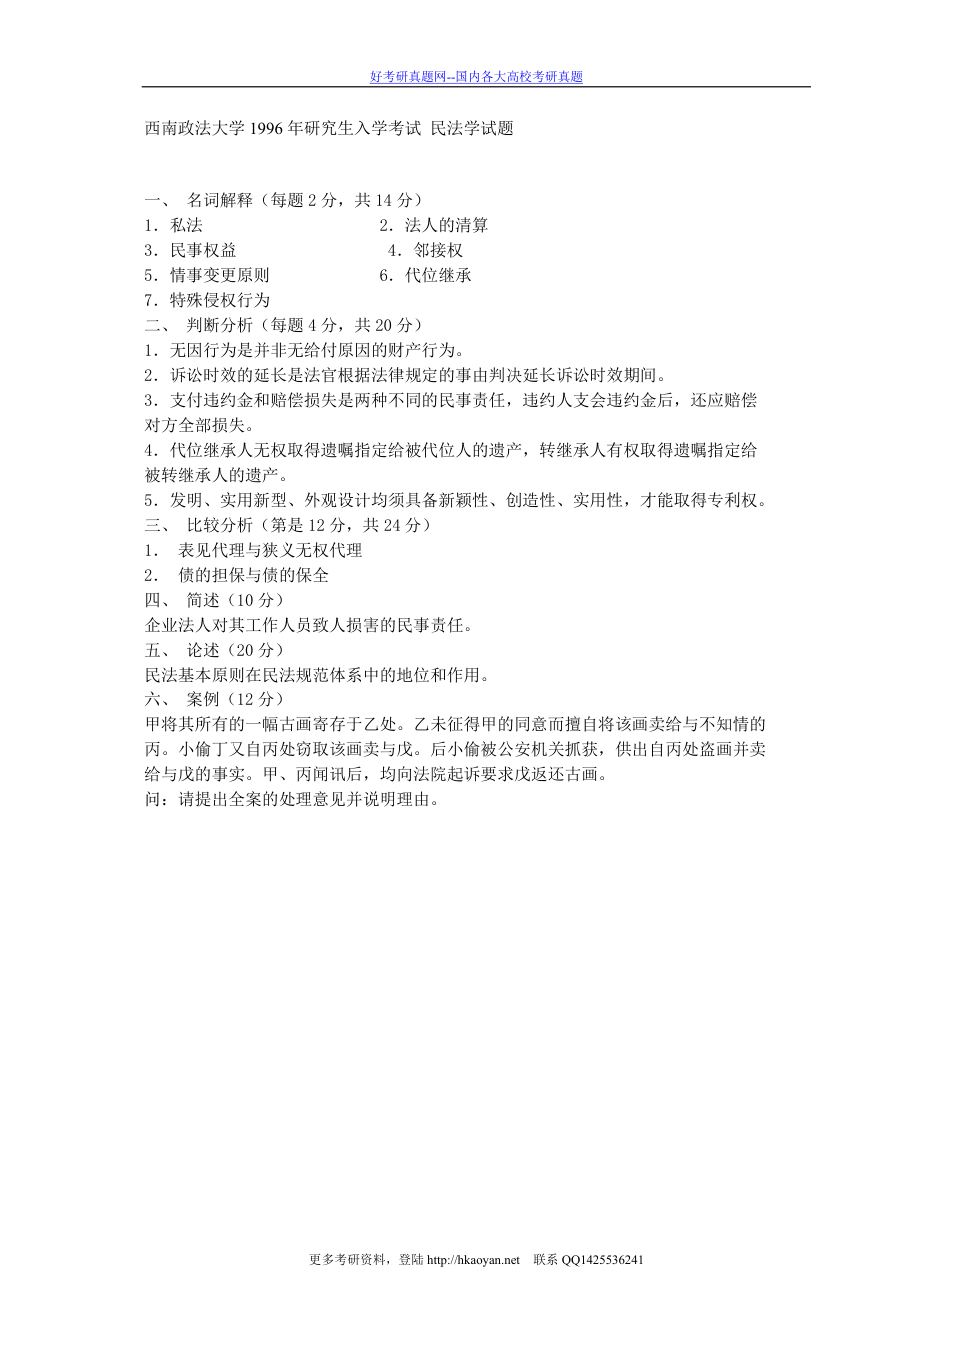 好考研真题网--国内各大高校考研真题
西南政法大学 1996 年研究生入学考试 民法学试题
一、 名词解释（每题 2 分，共 14 分）
1．私法 2．法人的清算
3．民事权益 4．邻接权
5．情事变更原则 6．代位继承
7．特殊侵权行为
二、 判断分析（每题 4 分，共 20 分）
1．无因行为是并非无给付原因的财产行为。
2．诉讼时效的延长是法官根据法律规定的事由判决延长诉讼时效期间。
3．支付违约金和赔偿损失是两种不同的民事责任，违约人支会违约金后，还应赔偿
对方全部损失。
4．代位继承人无权取得遗嘱指定给被代位人的遗产，转继承人有权取得遗嘱指定给
被转继承人的遗产。
5．发明、实用新型、外观设计均须具备新颖性、创造性、实用性，才能取得专利权。
三、 比较分析（第是 12 分，共 24 分）
1． 表见代理与狭义无权代理
2． 债的担保与债的保全
四、 简述（10 分）
企业法人对其工作人员致人损害的民事责任。
五、 论述（20 分）
民法基本原则在民法规范体系中的地位和作用。
六、 案例（12 分）
甲将其所有的一幅古画寄存于乙处。乙未征得甲的同意而擅自将该画卖给与不知情的
丙。小偷丁又自丙处窃取该画卖与戊。后小偷被公安机关抓获，供出自丙处盗画并卖
给与戊的事实。甲、丙闻讯后，均向法院起诉要求戊返还古画。
问：请提出全案的处理意见并说明理由。
更多考研资料，登陆 http://hkaoyan.net 联系 QQ1425536241